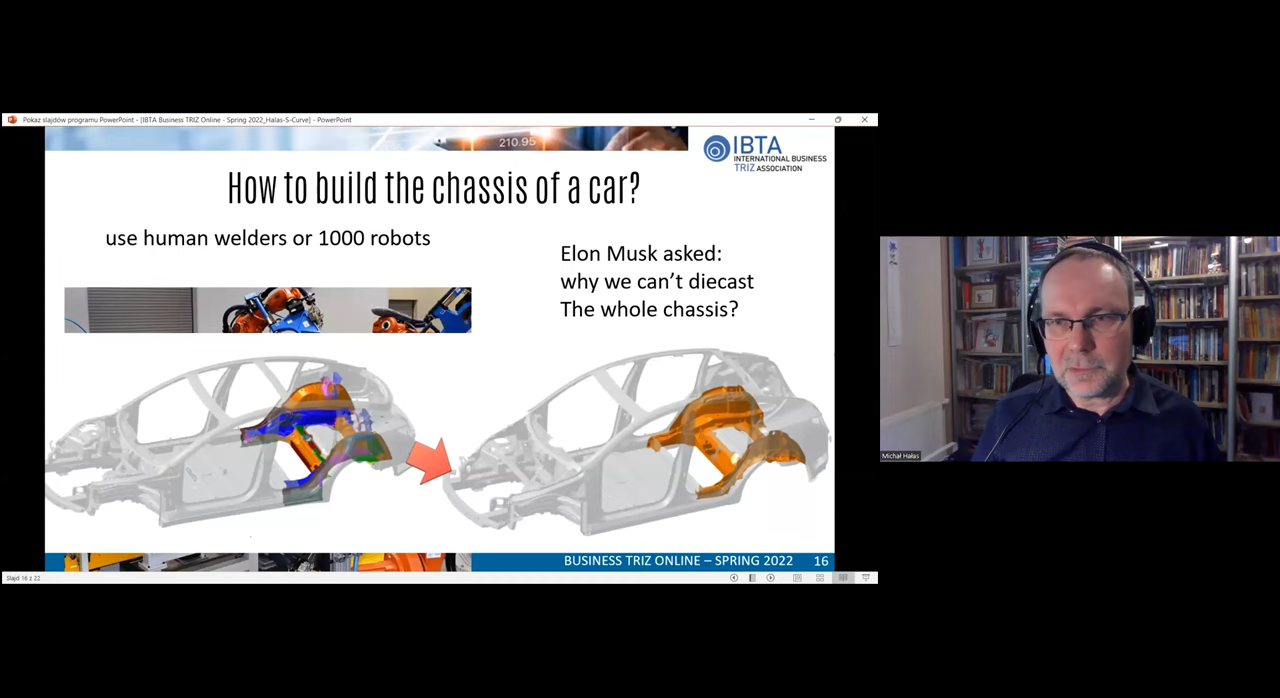 Pokaz slajdów programu PowerPoint - [IBTA Business TRIZ Online - Spring 2022_Halas-S-Curve] - PowerPoint
210.95
IBTA
INTERNATIONAL BUSINESS
TRIZ ASSOCIATION
How to build the chassis of a car?
use human welders or 1000 robots
Elon Musk asked:
why we can't diecast
The whole chassis?
Michał Hałas
BUSINESS TRIZ ONLINE – SPRING 2022 16
Slajd 16 z 22